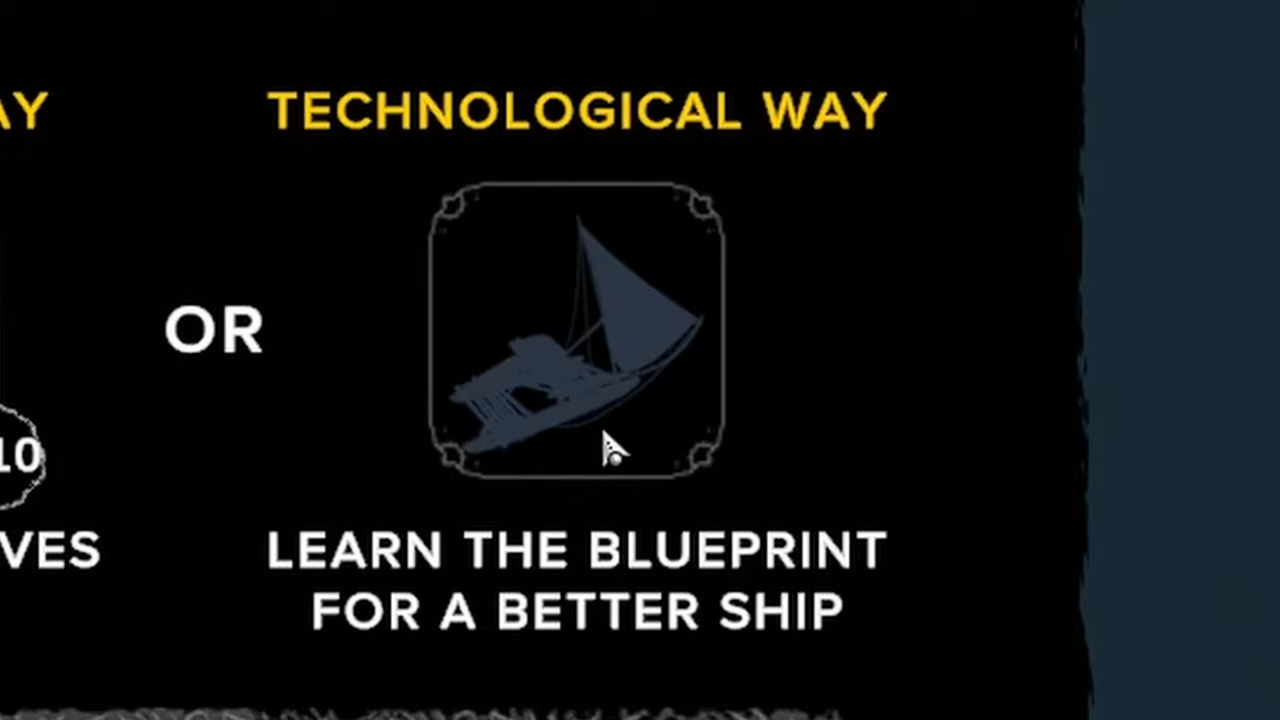 AY
TECHNOLOGICAL WAY
OR
10
VES
LEARN THE BLUEPRINT
FOR A BETTER SHIP